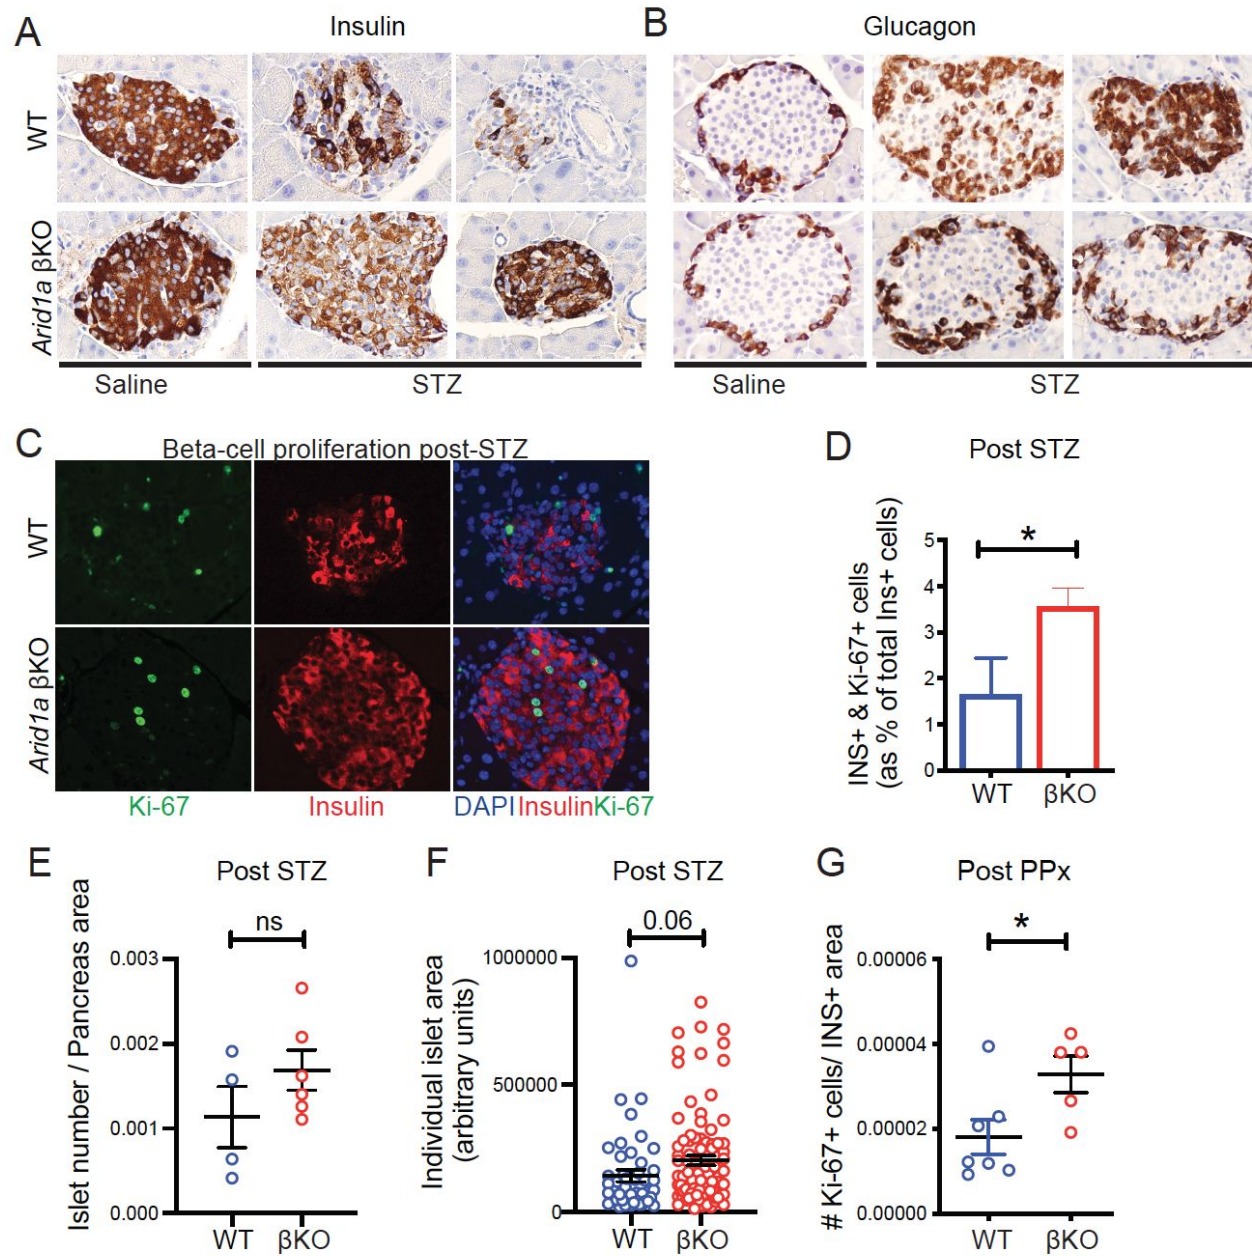 A
Insulin
B
Glucagon
WT
Arid1a βKO
Saline
STZ
Saline
STZ
C
Beta-cell proliferation post-STZ
WT
Arid1a βKO
Ki-67
Insulin
DAPI Insulin Ki-67
D
Post STZ
INS+ & Ki-67+ cells
(as % of total Ins+ cells)
*
5
4
3
2
1
0
WT
βKO
E
Post STZ
Islet number / Pancreas area
ns
0.003
0.002
0.001
0.000
WT
βKO
F
Post STZ
Individual islet area
(arbitrary units)
0.06
1000000
500000
0
WT
βKO
G
Post PPx
# Ki-67+ cells/ INS+ area
*
0.00006
0.00004
0.00002
0.00000
WT
βKO